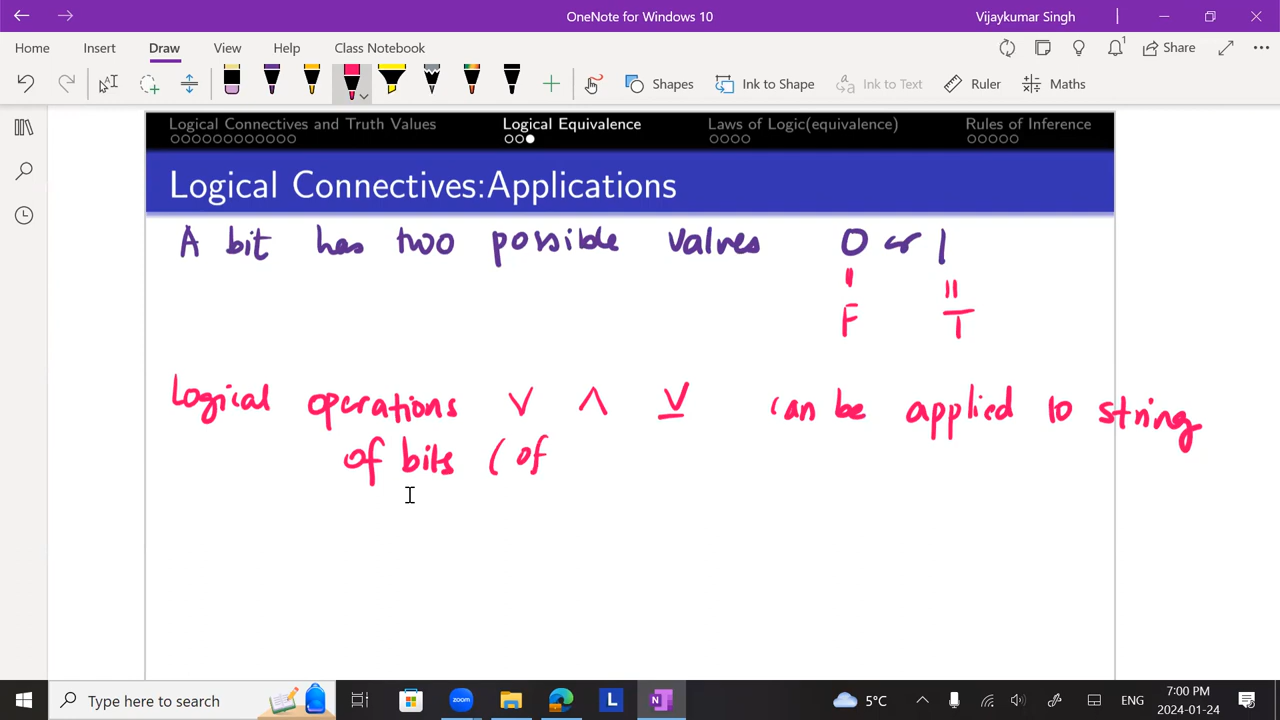 OneNote for Windows 10
Vijaykumar Singh
Home Insert Draw View Help Class Notebook
Share
Shapes Ink to Shape Ink to Text Ruler Maths
Logical Connectives and Truth Values Logical Equivalence Laws of Logic(equivalence) Rules of Inference
Logical Connectives:Applications
A bit has two possible values 0 or 1
F T
Logical operations ∨ ∧ ⊻ can be applied to string
of bits ( of
Type here to search
L
5°C
ENG
7:00 PM
2024-01-24